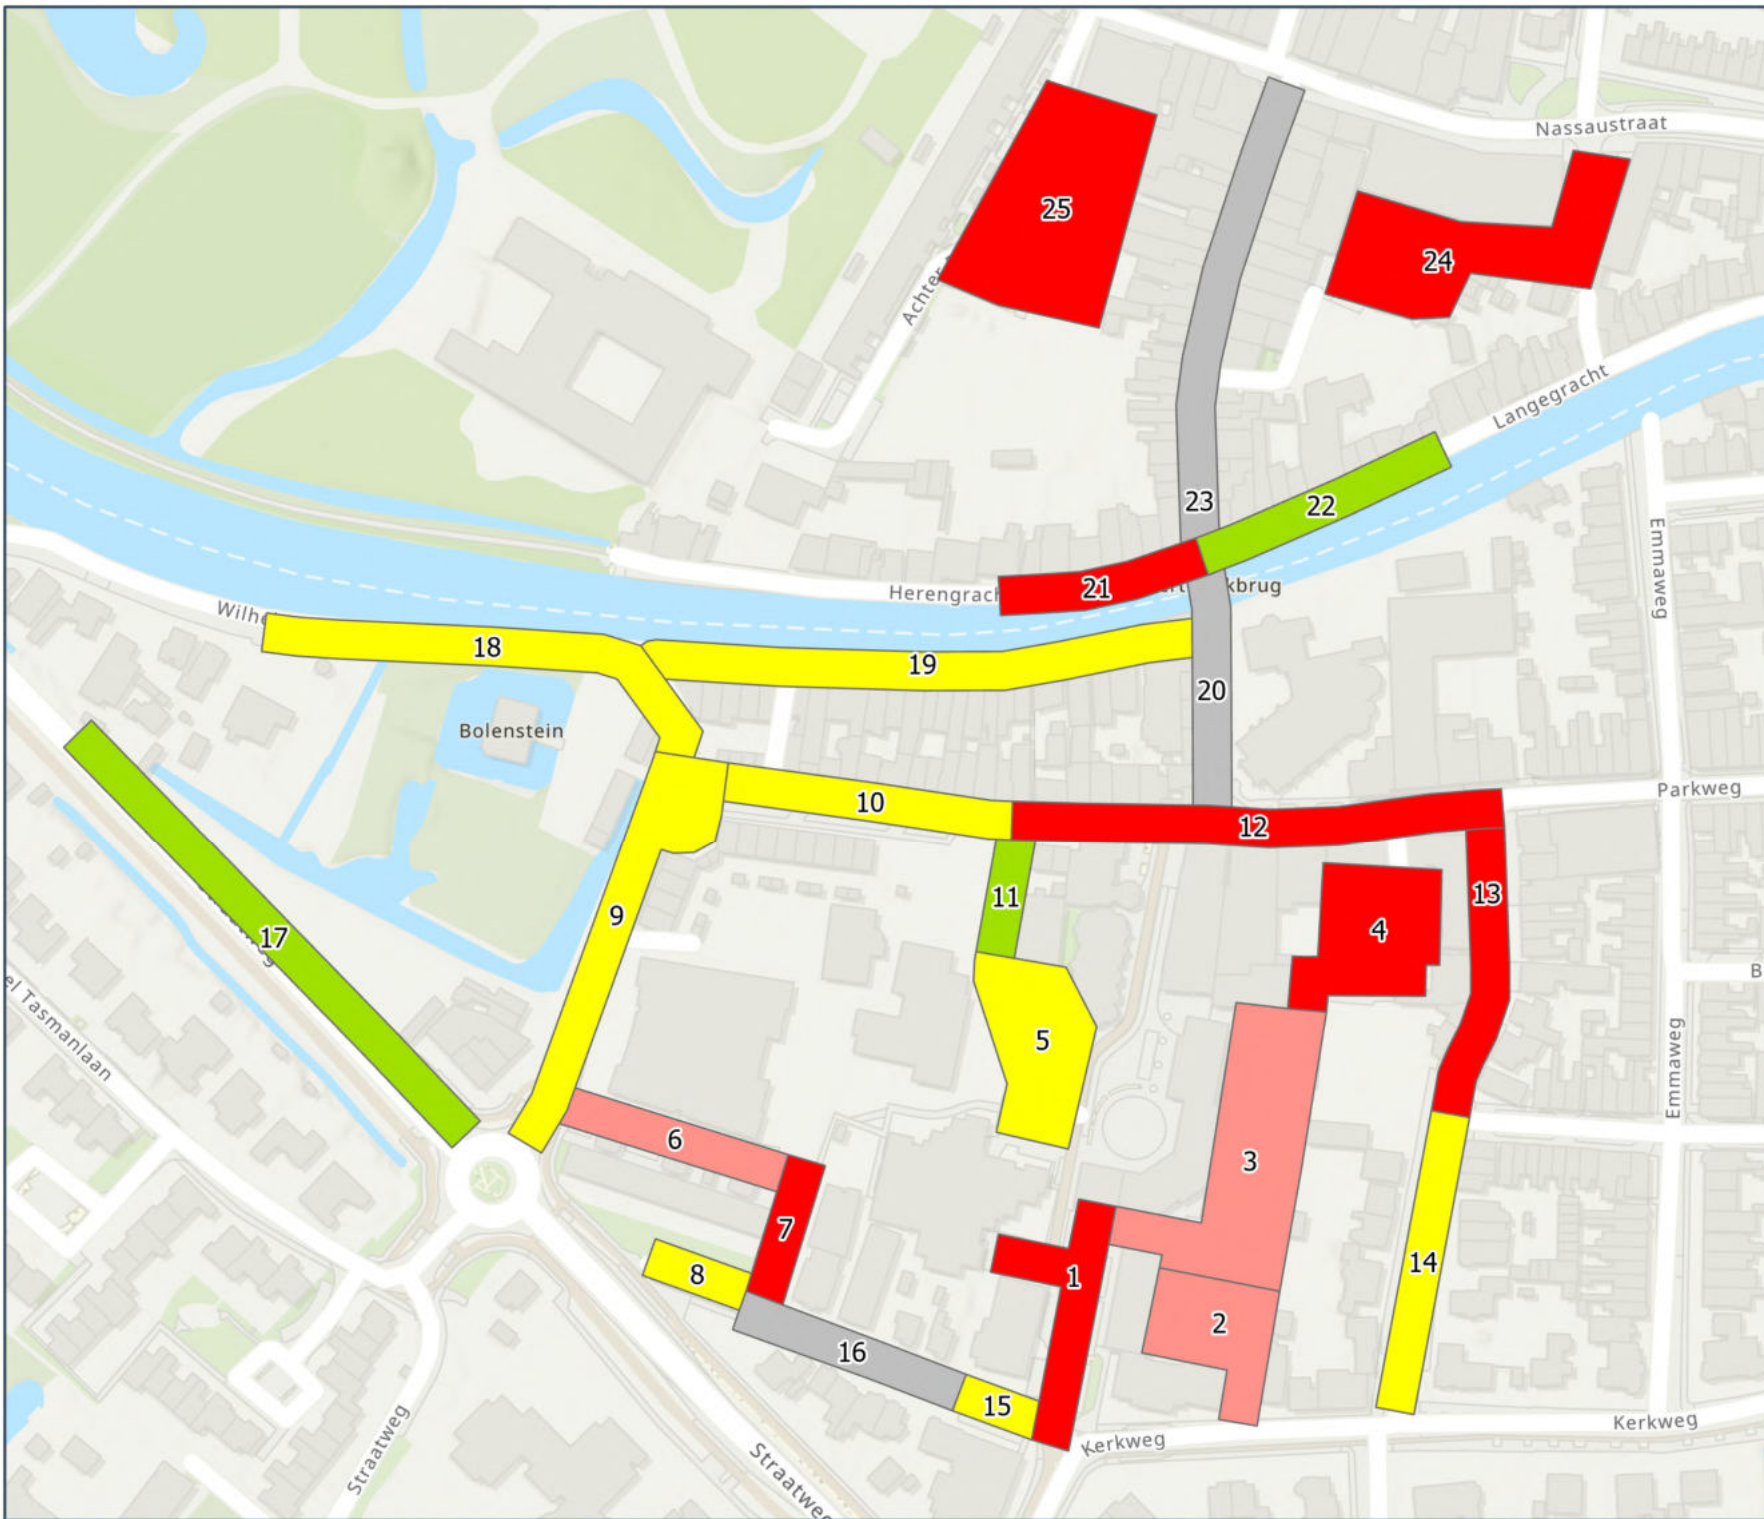 Nassaustraat
25
24
Achter
Langegracht
23
22
Emmaweg
21
Herengrach
kbrug
Wilhe
18
19
20
Bolenstein
Parkweg
10
12
11
13
9
4
17
el Tasmanlaan
5
B
Emmaweg
6
3
7
8
1
14
2
16
15
Kerkweg
Kerkweg
Straatweg
Straatweg